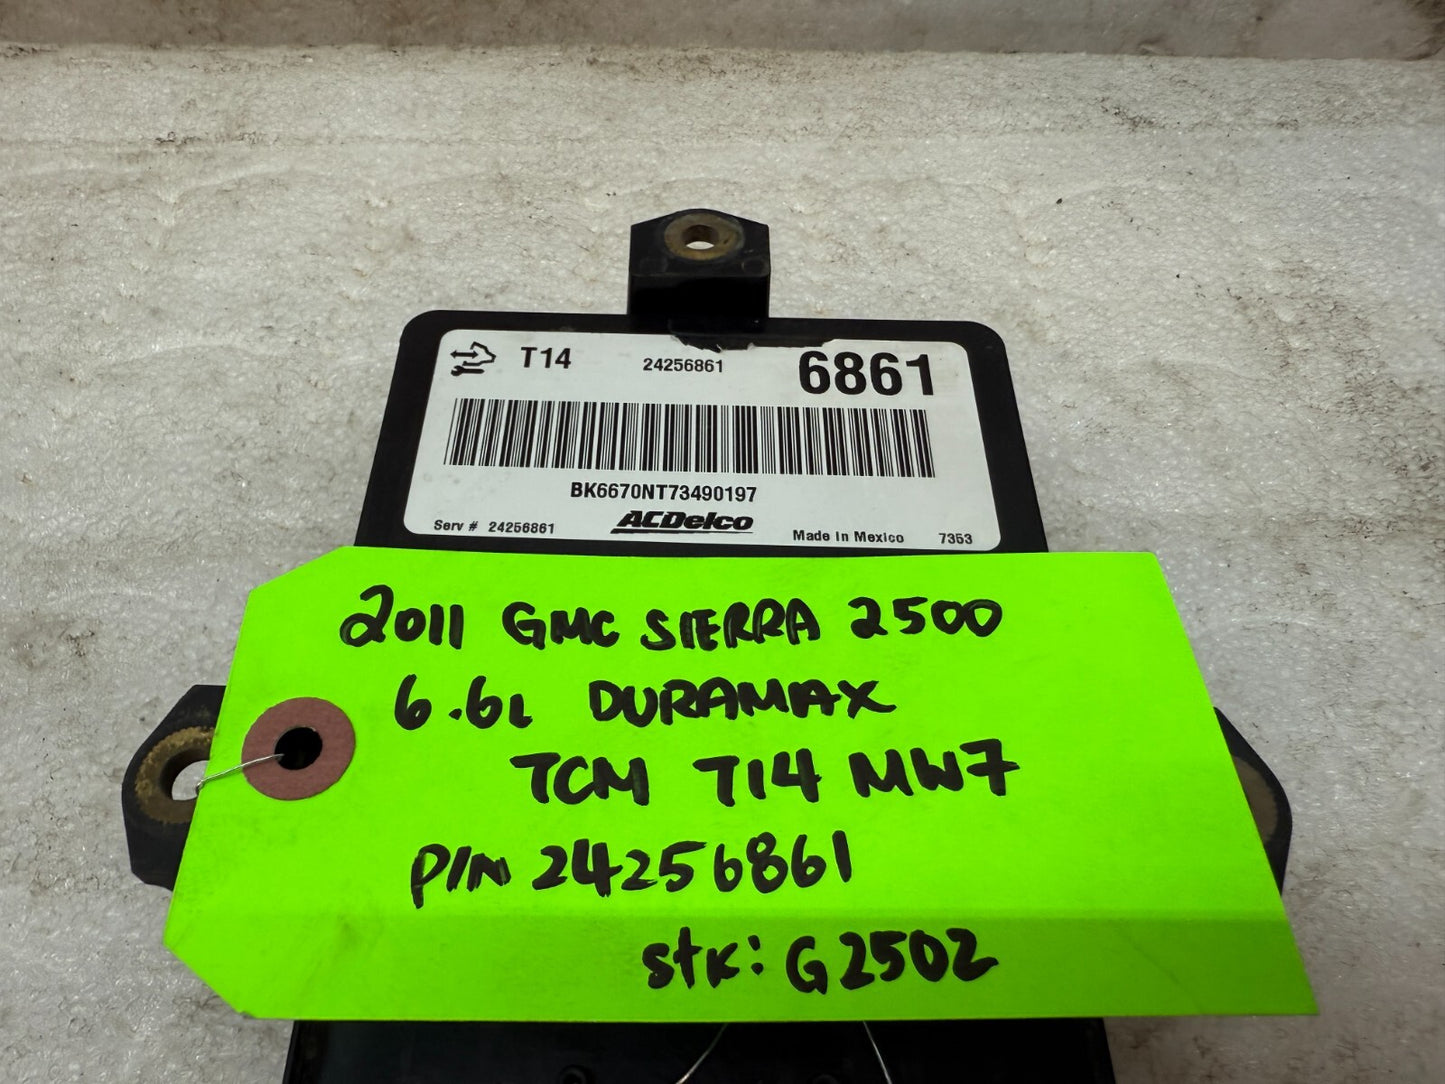 T14 24256861 6861
BK6670NT73490197
Serv # 24256861 ACDelco Made in Mexico 7353
2011 GMC SIERRA 2500
6.6L DURAMAX
TCM T14 MW7
P/N 24256861
stk: G2502